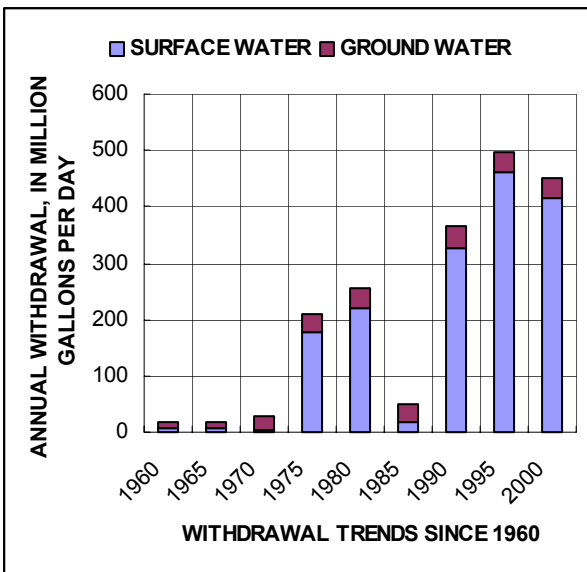 SURFACE WATER GROUND WATER
600
500
400
300
200
100
0
ANNUAL WITHDRAWAL, IN MILLION
GALLONS PER DAY
1960 1965 1970 1975 1980 1985 1990 1995 2000
WITHDRAWAL TRENDS SINCE 1960